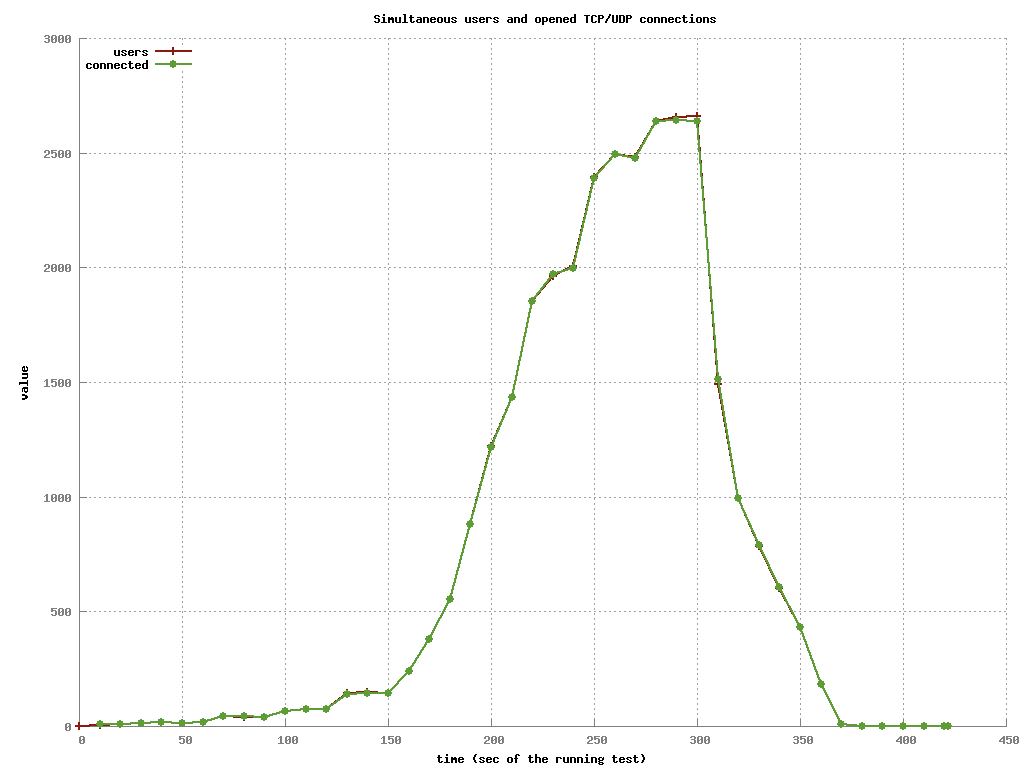 Simultaneous users and opened TCP/UDP connections
users
connected
3000
2500
2000
1500
1000
500
0
value
0 50 100 150 200 250 300 350 400 450
time (sec of the running test)